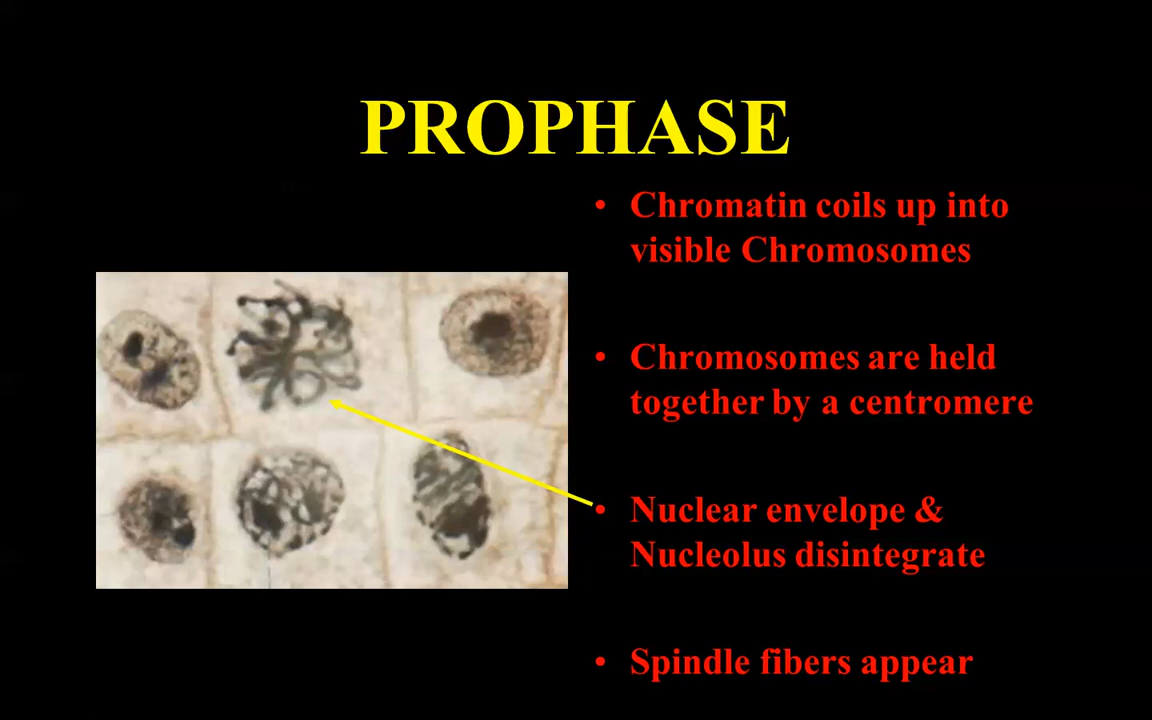 PROPHASE
• Chromatin coils up into
visible Chromosomes
• Chromosomes are held
together by a centromere
• Nuclear envelope &
Nucleolus disintegrate
• Spindle fibers appear